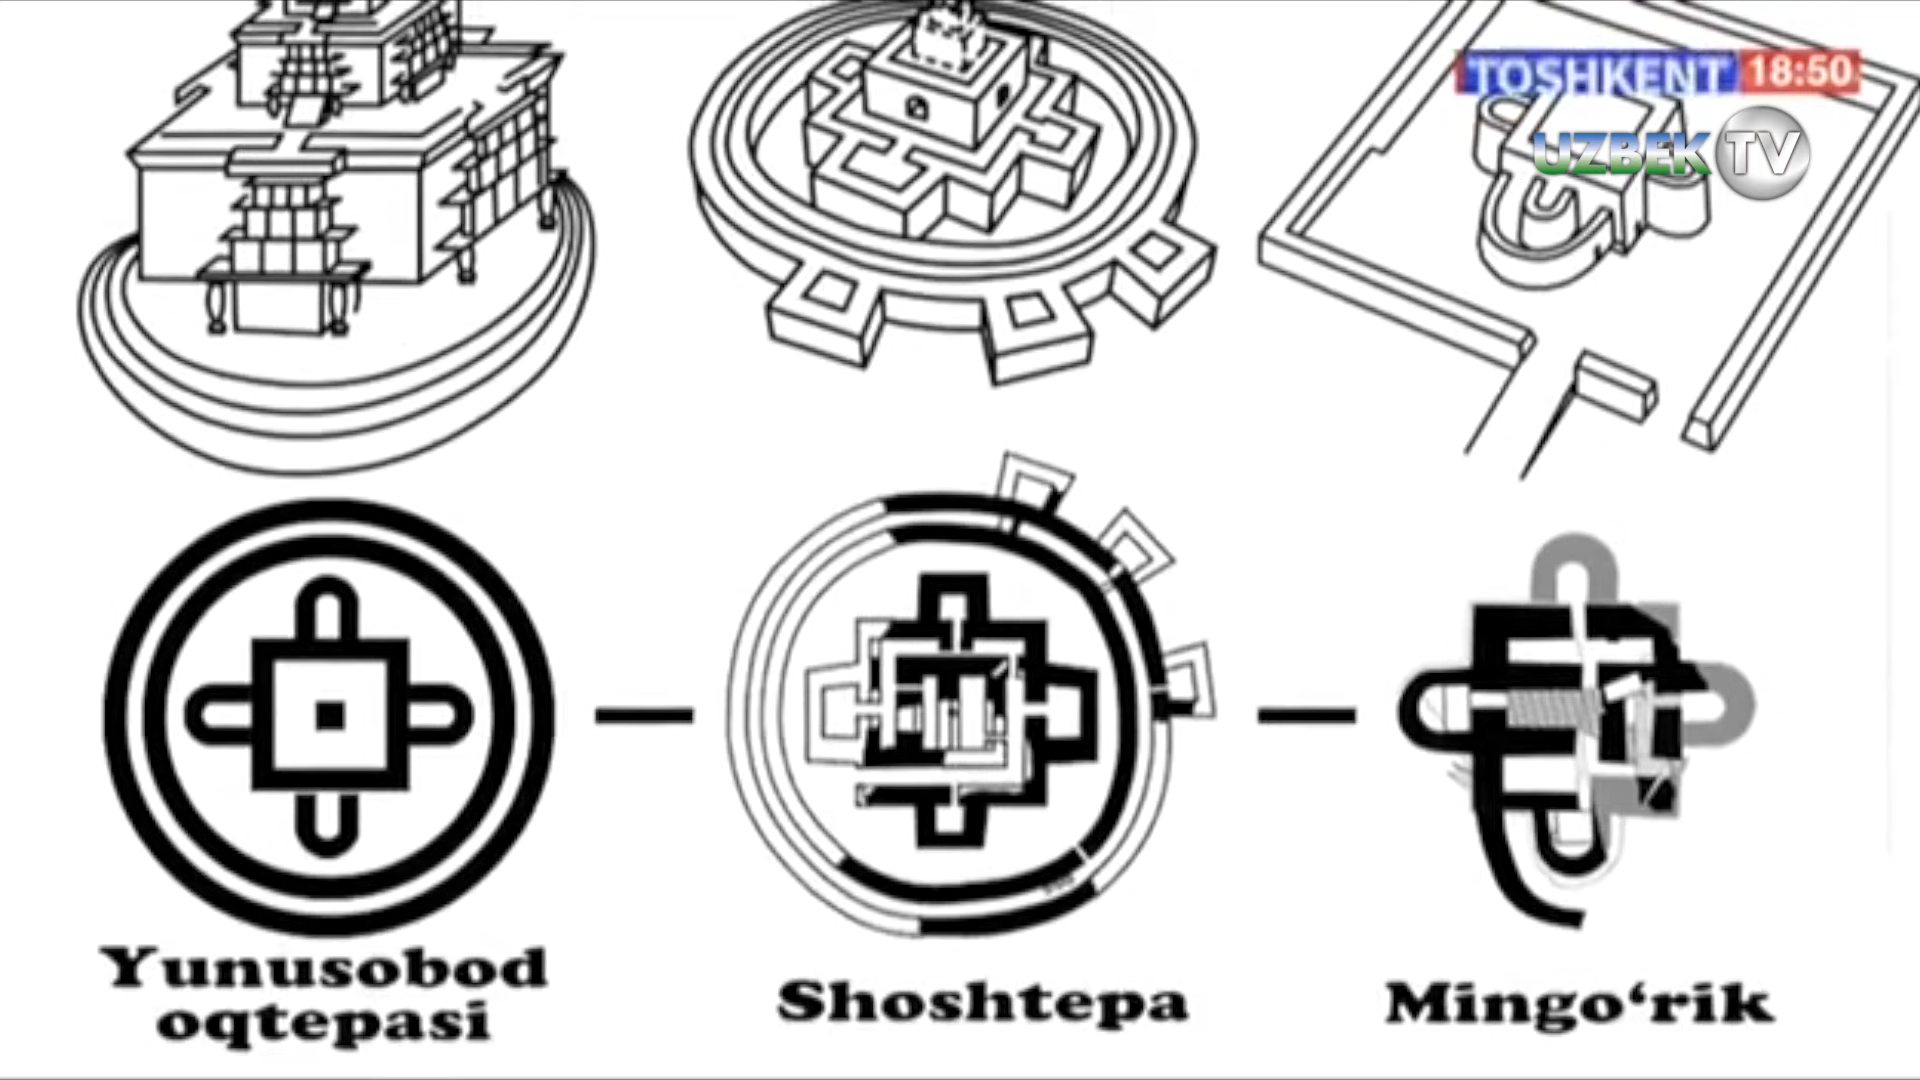 TOSHKENT 18:50
UZBEK TV
Yunusobod
oqtepasi
Shoshtepa
Mingo‘rik